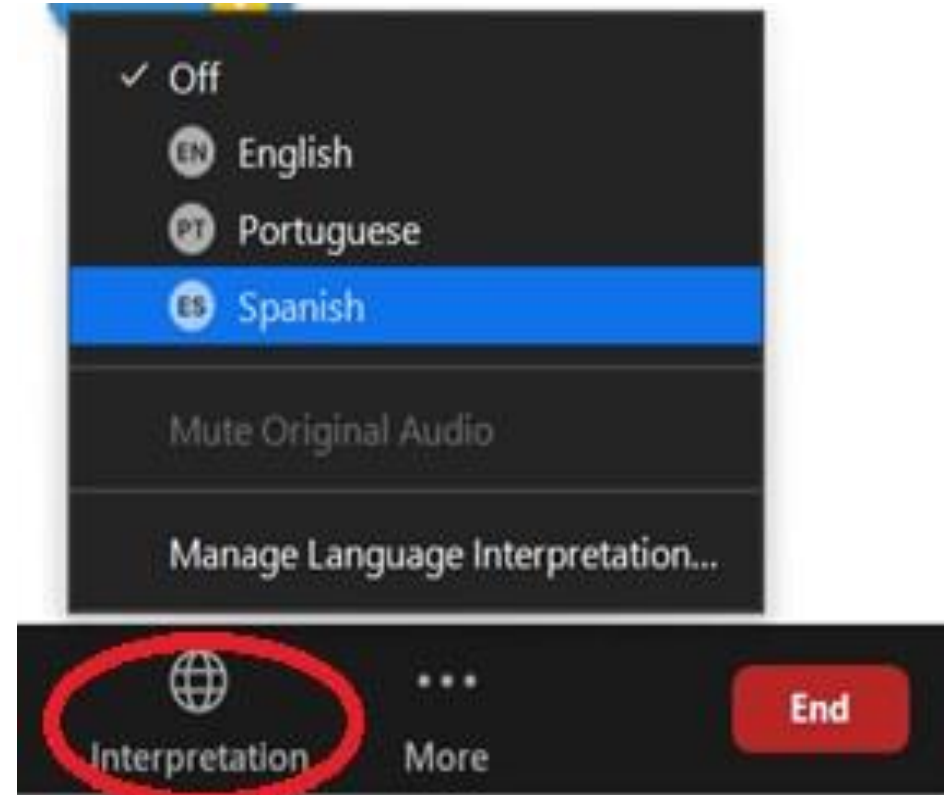 Off
EN English
PT Portuguese
ES Spanish
Mute Original Audio
Manage Language Interpretation...
Interpretation More End